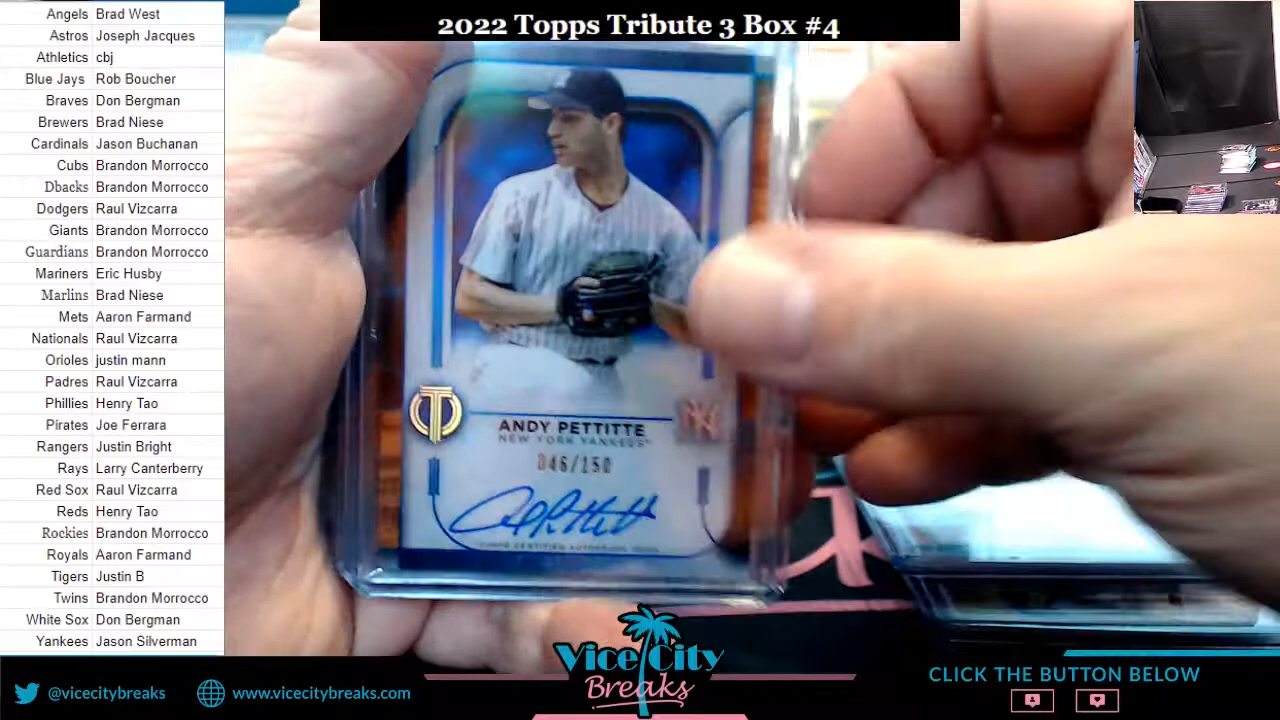 2022 Topps Tribute 3 Box #4
Angels Brad West
Astros Joseph Jacques
Athletics cbj
Blue Jays Rob Boucher
Braves Don Bergman
Brewers Brad Niese
Cardinals Jason Buchanan
Cubs Brandon Morrocco
Dbacks Brandon Morrocco
Dodgers Raul Vizcarra
Giants Brandon Morrocco
Guardians Brandon Morrocco
Mariners Eric Husby
Marlins Brad Niese
Mets Aaron Farmand
Nationals Raul Vizcarra
Orioles justin mann
Padres Raul Vizcarra
Phillies Henry Tao
Pirates Joe Ferrara
Rangers Justin Bright
Rays Larry Canterberry
Red Sox Raul Vizcarra
Reds Henry Tao
Rockies Brandon Morrocco
Royals Aaron Farmand
Tigers Justin B
Twins Brandon Morrocco
White Sox Don Bergman
Yankees Jason Silverman
NY
ANDY PETTITTE
NEW YORK YANKEES
046/150
TOPPS CERTIFIED AUTOGRAPH ISSUE
@vicecitybreaks
www.vicecitybreaks.com
Vice City
Breaks
CLICK THE BUTTON BELOW